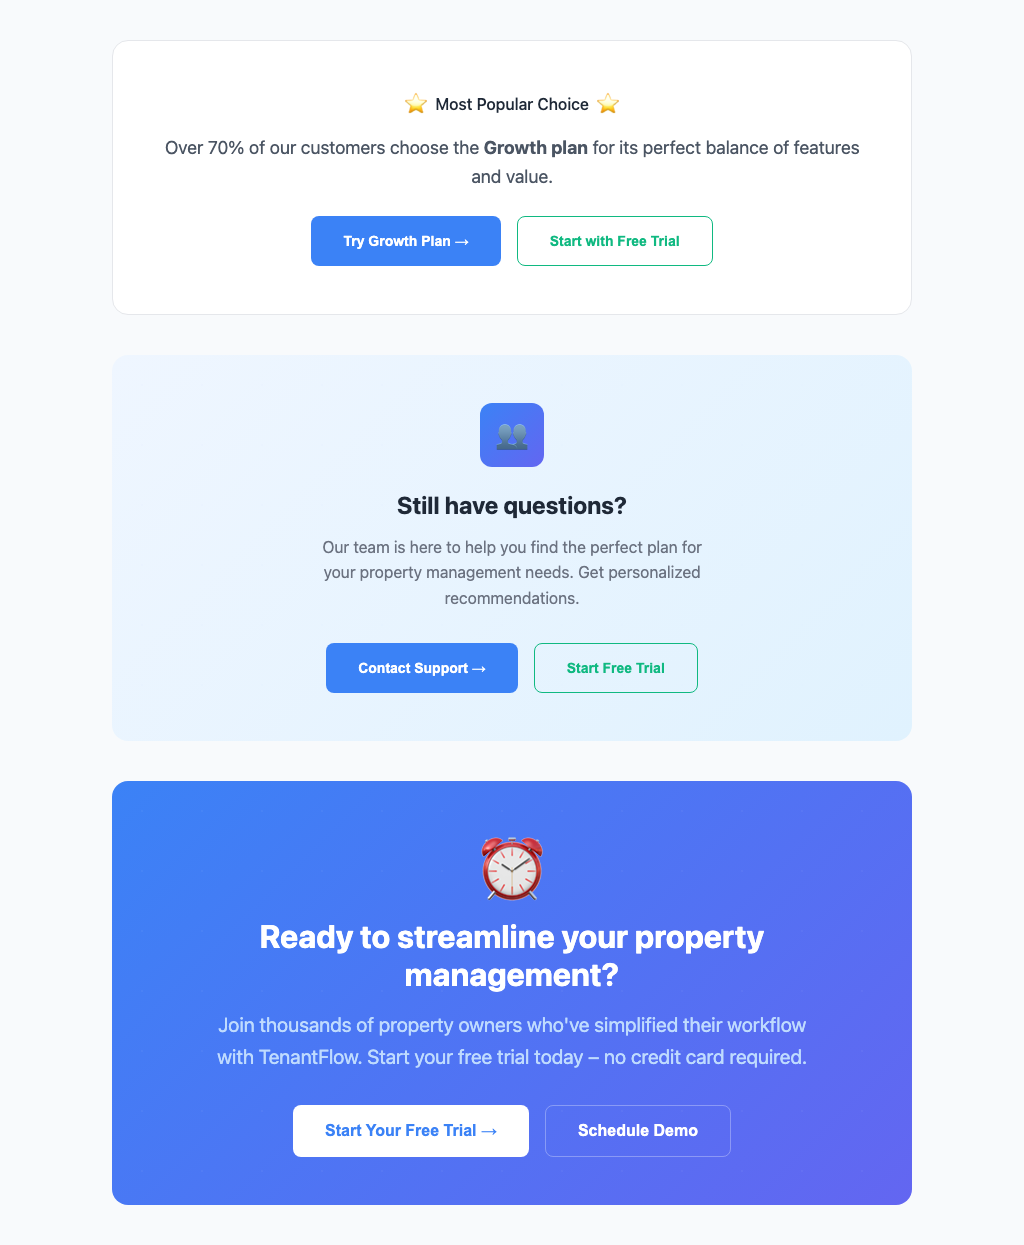 ⭐ Most Popular Choice ⭐
Over 70% of our customers choose the Growth plan for its perfect balance of features
and value.
Try Growth Plan → Start with Free Trial
Still have questions?
Our team is here to help you find the perfect plan for
your property management needs. Get personalized
recommendations.
Contact Support → Start Free Trial
Ready to streamline your property
management?
Join thousands of property owners who've simplified their workflow
with TenantFlow. Start your free trial today – no credit card required.
Start Your Free Trial → Schedule Demo